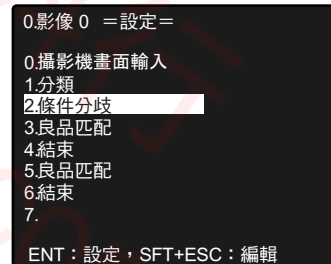 0.影像 0 =設定=
0.攝影機畫面輸入
1.分類
2.條件分歧
3.良品匹配
4.結束
5.良品匹配
6.結束
7.
ENT：設定，SFT+ESC：編輯